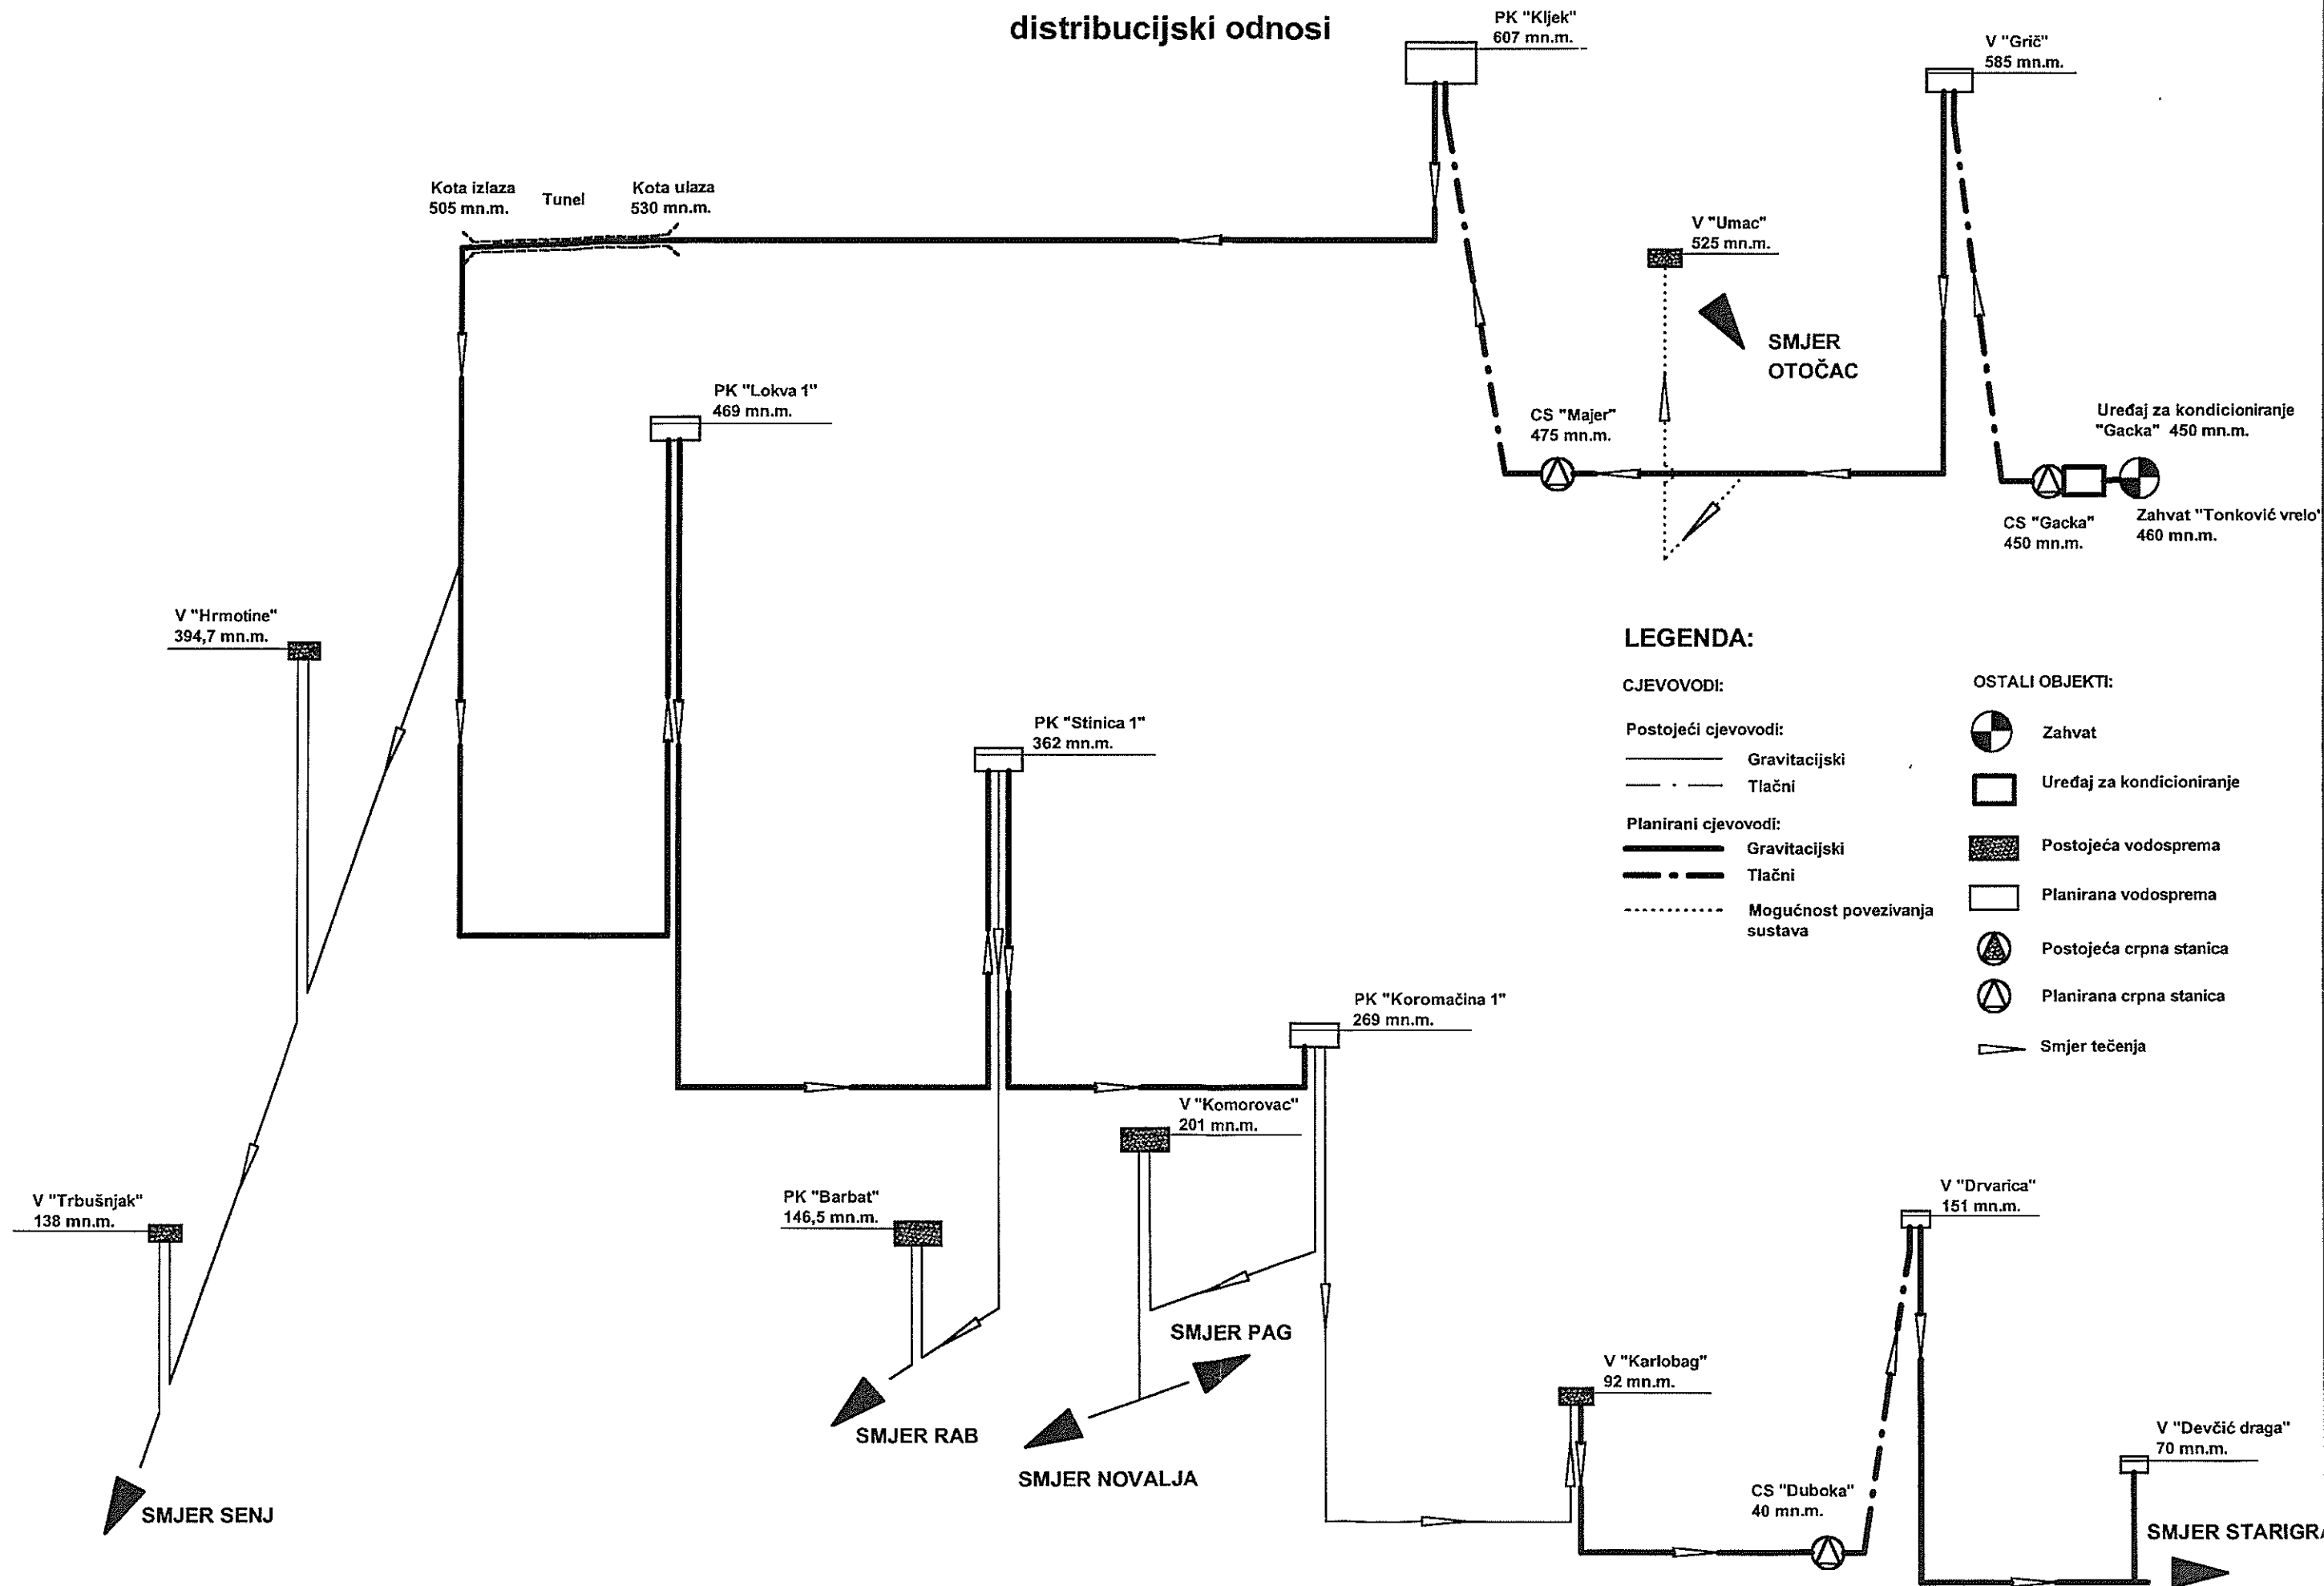 distribucijski odnosi
PK "Kljek"
607 mn.m.
V "Grič"
585 mn.m.
Kota izlaza
505 mn.m.
Tunel
Kota ulaza
530 mn.m.
V "Umac"
525 mn.m.
SMJER
OTOČAC
PK "Lokva 1"
469 mn.m.
CS "Majer"
475 mn.m.
Uređaj za kondicioniranje
"Gacka" 450 mn.m.
CS "Gacka"
450 mn.m.
Zahvat "Tonković vrelo"
460 mn.m.
V "Hrmotine"
394,7 mn.m.
PK "Stinica 1"
362 mn.m.
LEGENDA:
CJEVOVODI:
Postojeći cjevovodi:
Gravitacijski
Tlačni
Planirani cjevovodi:
Gravitacijski
Tlačni
Mogućnost povezivanja
sustava
OSTALI OBJEKTI:
Zahvat
Uređaj za kondicioniranje
Postojeća vodosprema
Planirana vodosprema
Postojeća crpna stanica
Planirana crpna stanica
Smjer tečenja
PK "Koromačina 1"
269 mn.m.
V "Komorovac"
201 mn.m.
V "Trbušnjak"
138 mn.m.
PK "Barbat"
146,5 mn.m.
V "Drvarica"
151 mn.m.
SMJER PAG
V "Karlobag"
92 mn.m.
SMJER RAB
SMJER NOVALJA
V "Devčić draga"
70 mn.m.
CS "Duboka"
40 mn.m.
SMJER SENJ
SMJER STARIGRA